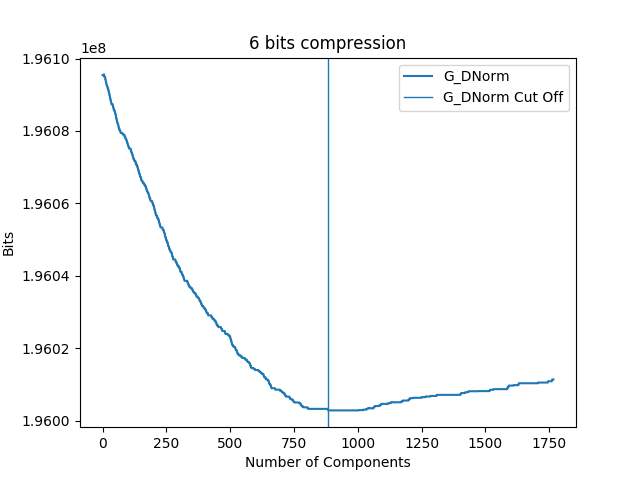 6 bits compression
1e8
1.9610
1.9608
1.9606
1.9604
1.9602
1.9600
Bits
G_DNorm
G_DNorm Cut Off
0 250 500 750 1000 1250 1500 1750
Number of Components